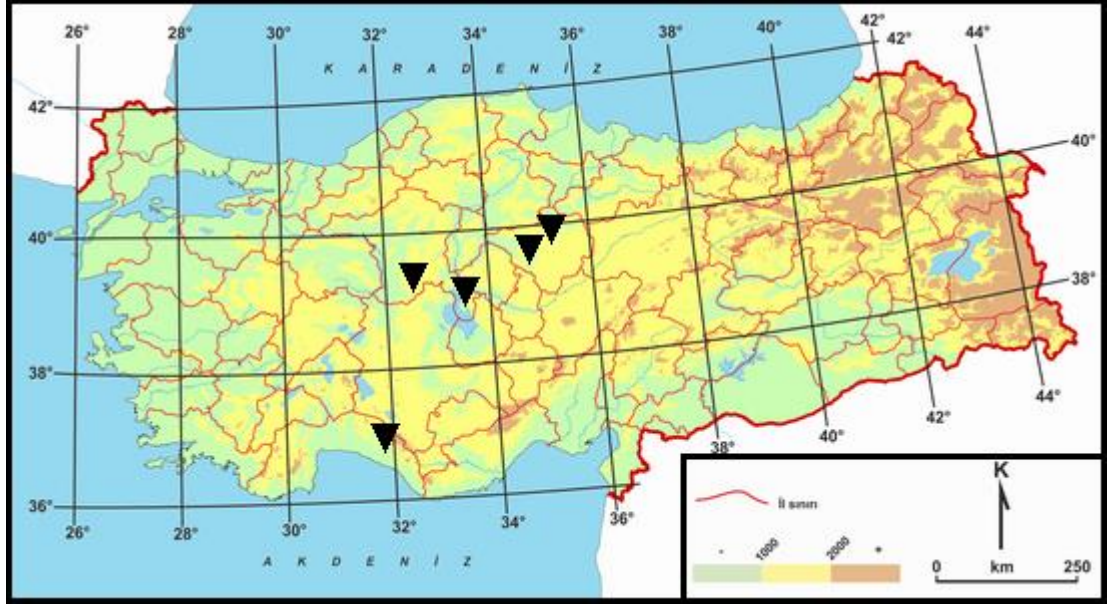 26° 28° 30° 32° 34° 36° 38° 40° 42° 42° 44°
K A R A D E N İ Z
42° 42°
40° 40°
38° 38°
36°
26° 28° 30° 32° 34° 36° 38° 40° 42° 44°
A K D E N İ Z
İl sınırı
- 1000 2000 +
K
0 km 250